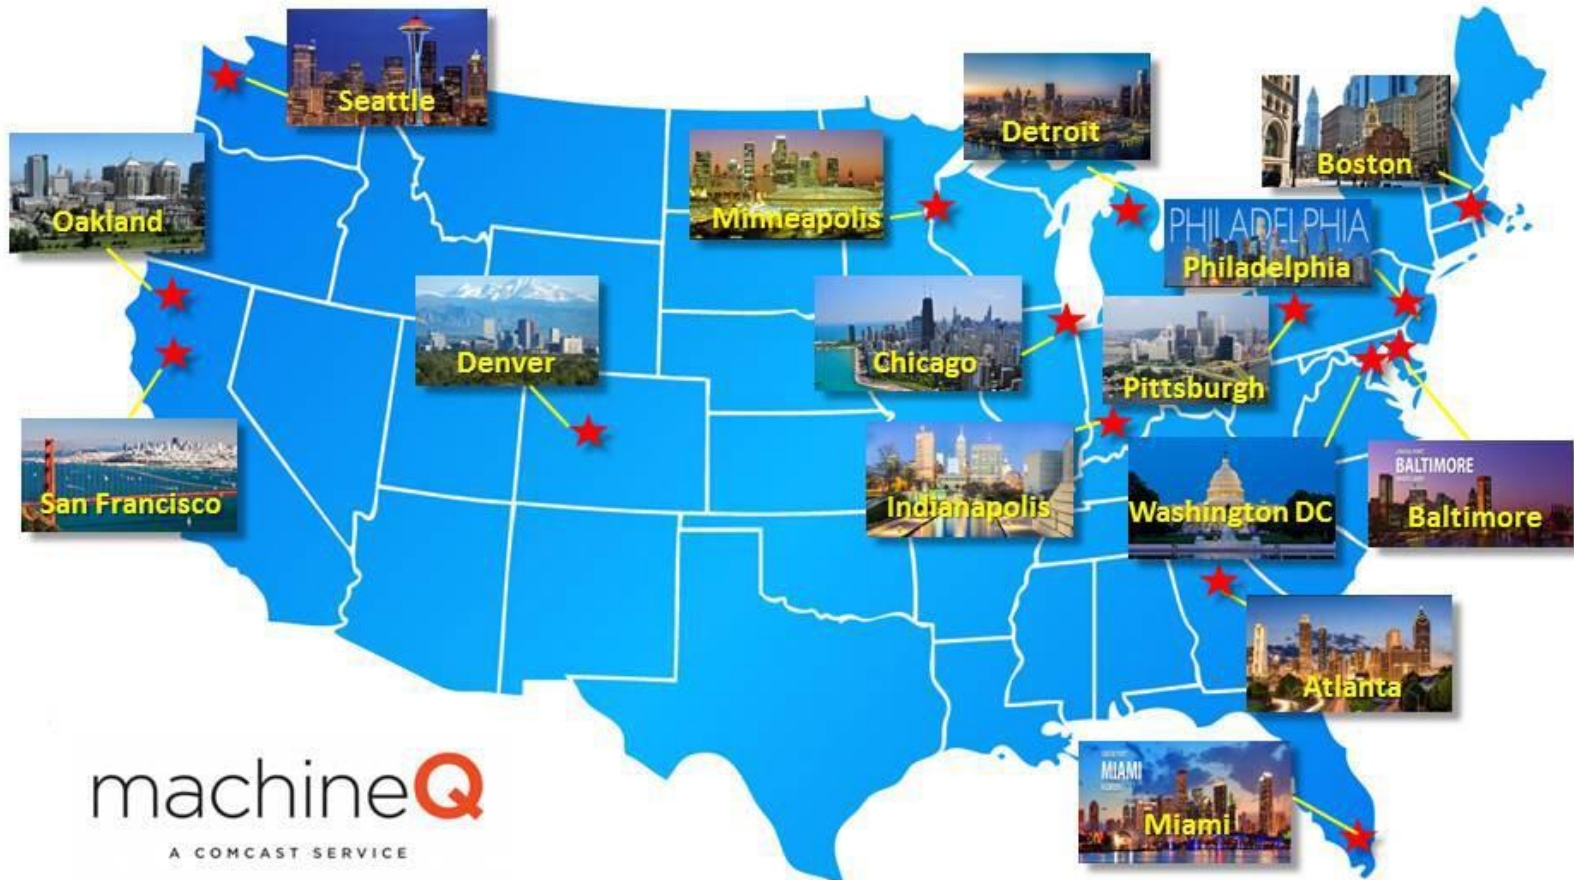 Seattle
Detroit
Boston
Oakland
Minneapolis
PHILADELPHIA
Philadelphia
Denver
Chicago
Pittsburgh
San Francisco
Indianapolis
Washington DC
BALTIMORE
Baltimore
Atlanta
MIAMI
Miami
machineQ
A COMCAST SERVICE